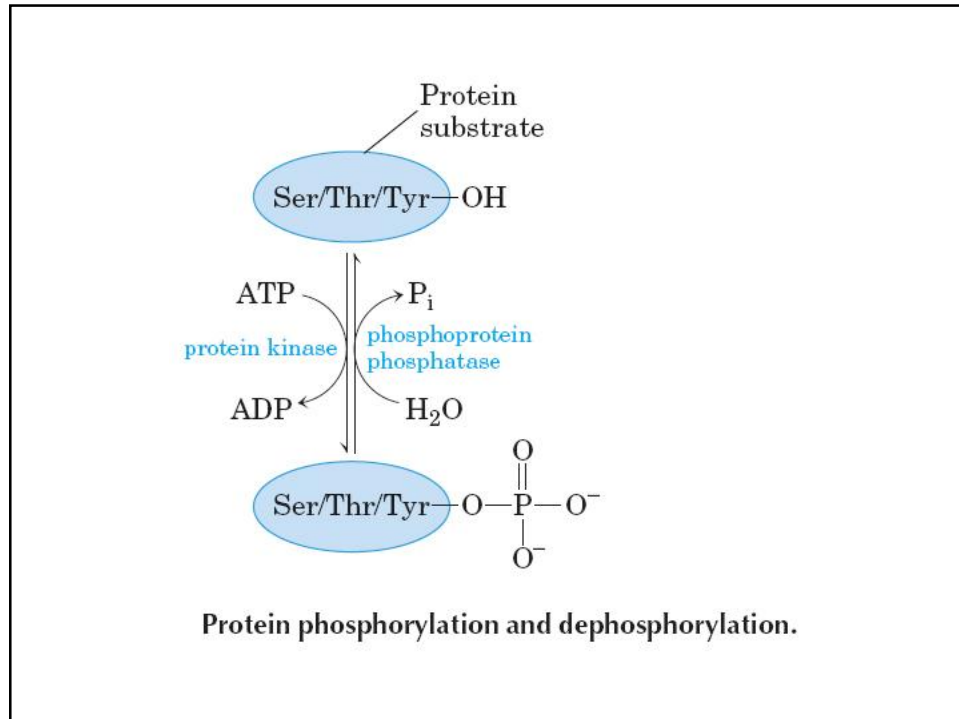 Protein
substrate
Ser/Thr/Tyr—OH
ATP
Pi
protein kinase
phosphoprotein
phosphatase
ADP
H₂O
O
Ser/Thr/Tyr—O—P—O⁻
O⁻
Protein phosphorylation and dephosphorylation.